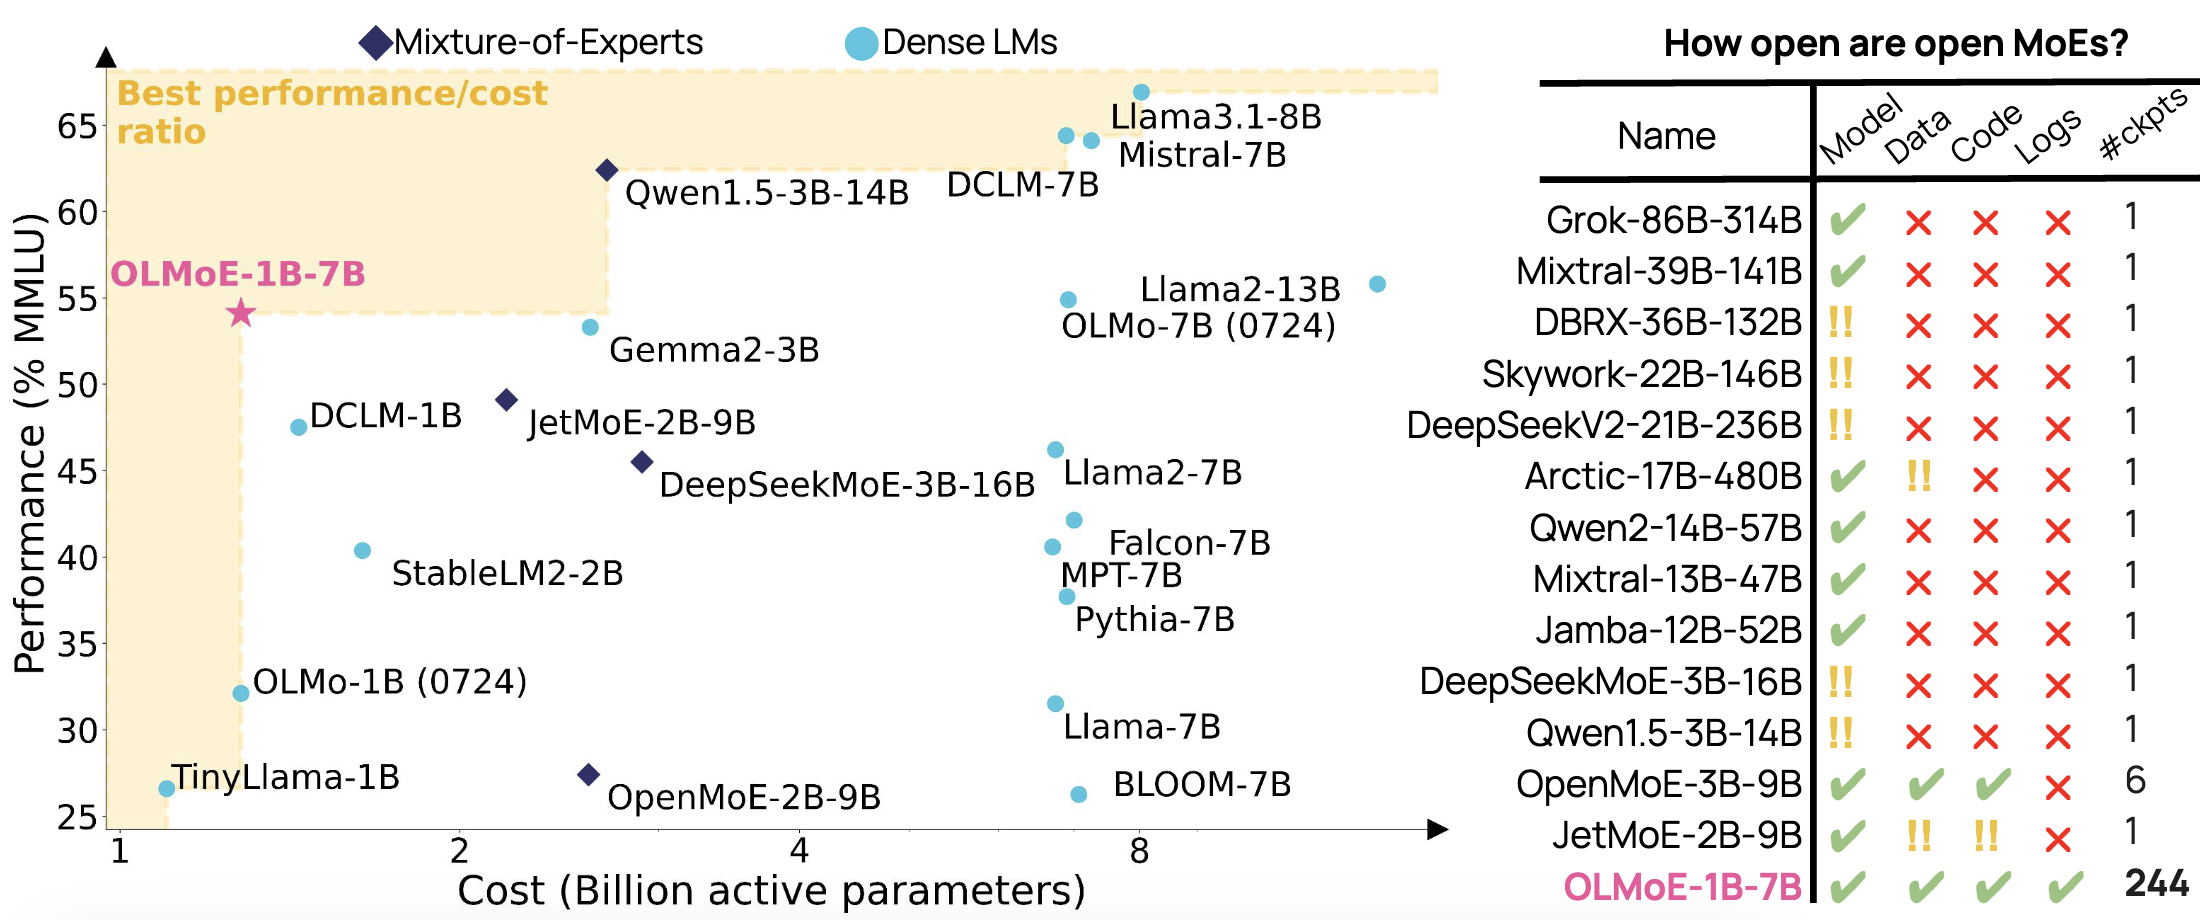 Mixture-of-Experts
Dense LMs
Best performance/cost
ratio
65
60
55
50
45
40
35
30
25
Performance (% MMLU)
Llama3.1-8B
Mistral-7B
DCLM-7B
Qwen1.5-3B-14B
OLMoE-1B-7B
Llama2-13B
OLMo-7B (0724)
Gemma2-3B
DCLM-1B
JetMoE-2B-9B
DeepSeekMoE-3B-16B
Llama2-7B
Falcon-7B
StableLM2-2B
MPT-7B
Pythia-7B
OLMo-1B (0724)
Llama-7B
TinyLlama-1B
OpenMoE-2B-9B
BLOOM-7B
1 2 4 8
Cost (Billion active parameters)
How open are open MoEs?
Name Model Data Code Logs #ckpts
Grok-86B-314B ✔ ✕ ✕ ✕ 1
Mixtral-39B-141B ✔ ✕ ✕ ✕ 1
DBRX-36B-132B !! ✕ ✕ ✕ 1
Skywork-22B-146B !! ✕ ✕ ✕ 1
DeepSeekV2-21B-236B !! ✕ ✕ ✕ 1
Arctic-17B-480B ✔ !! ✕ ✕ 1
Qwen2-14B-57B ✔ ✕ ✕ ✕ 1
Mixtral-13B-47B ✔ ✕ ✕ ✕ 1
Jamba-12B-52B ✔ ✕ ✕ ✕ 1
DeepSeekMoE-3B-16B !! ✕ ✕ ✕ 1
Qwen1.5-3B-14B !! ✕ ✕ ✕ 1
OpenMoE-3B-9B ✔ ✔ ✔ ✕ 6
JetMoE-2B-9B ✔ !! !! ✕ 1
OLMoE-1B-7B ✔ ✔ ✔ ✔ 244